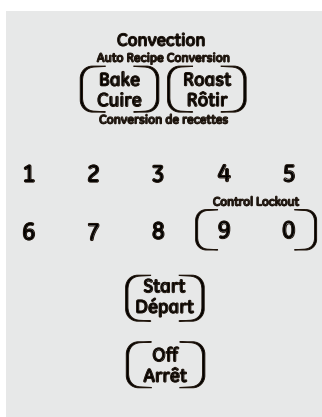 Convection
Auto Recipe Conversion
Bake Roast
Cuire Rôtir
Conversion de recettes
1 2 3 4 5
Control Lockout
6 7 8 9 0
Start
Départ
Off
Arrêt